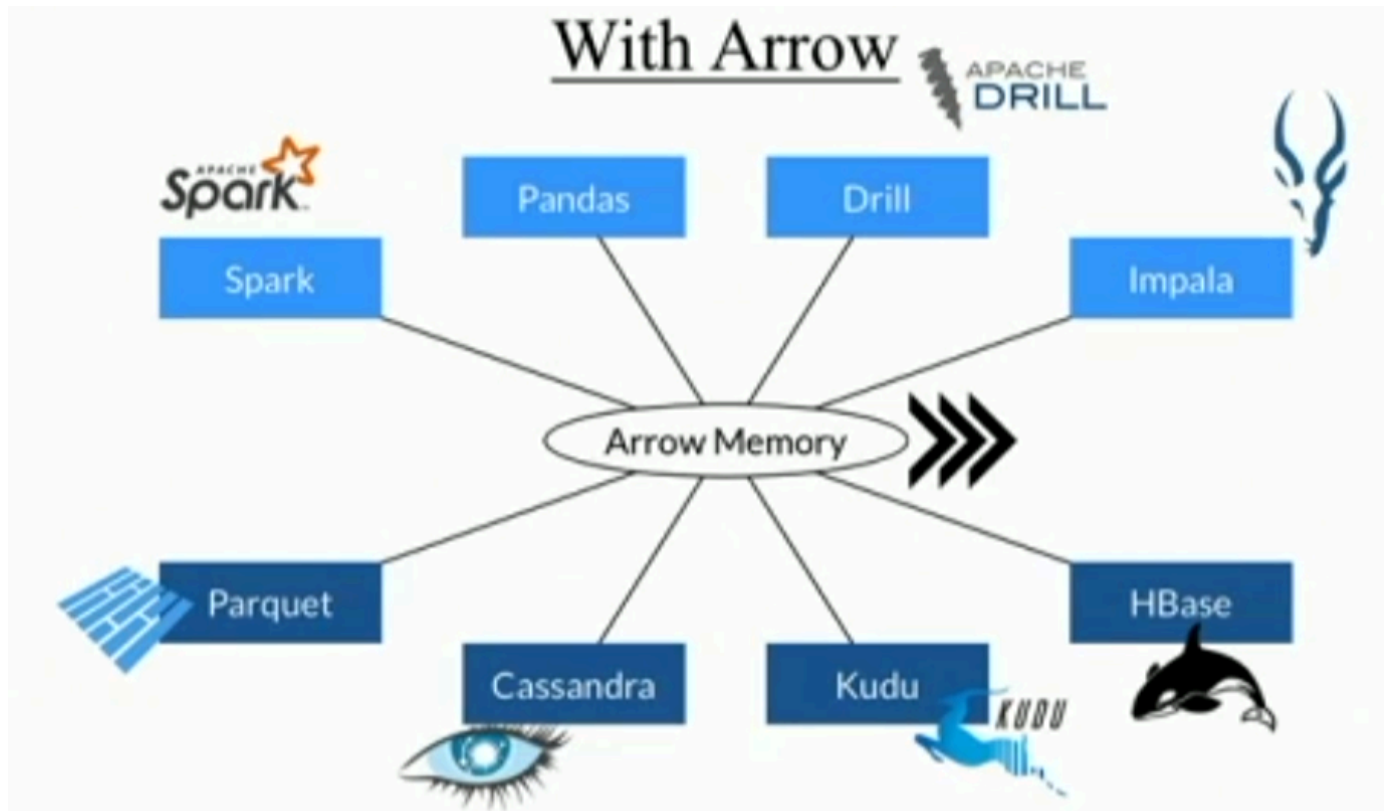 With Arrow
APACHE
DRILL
APACHE
Spark
Pandas
Drill
Spark
Impala
Arrow Memory
Parquet
HBase
Cassandra
Kudu
KUDU